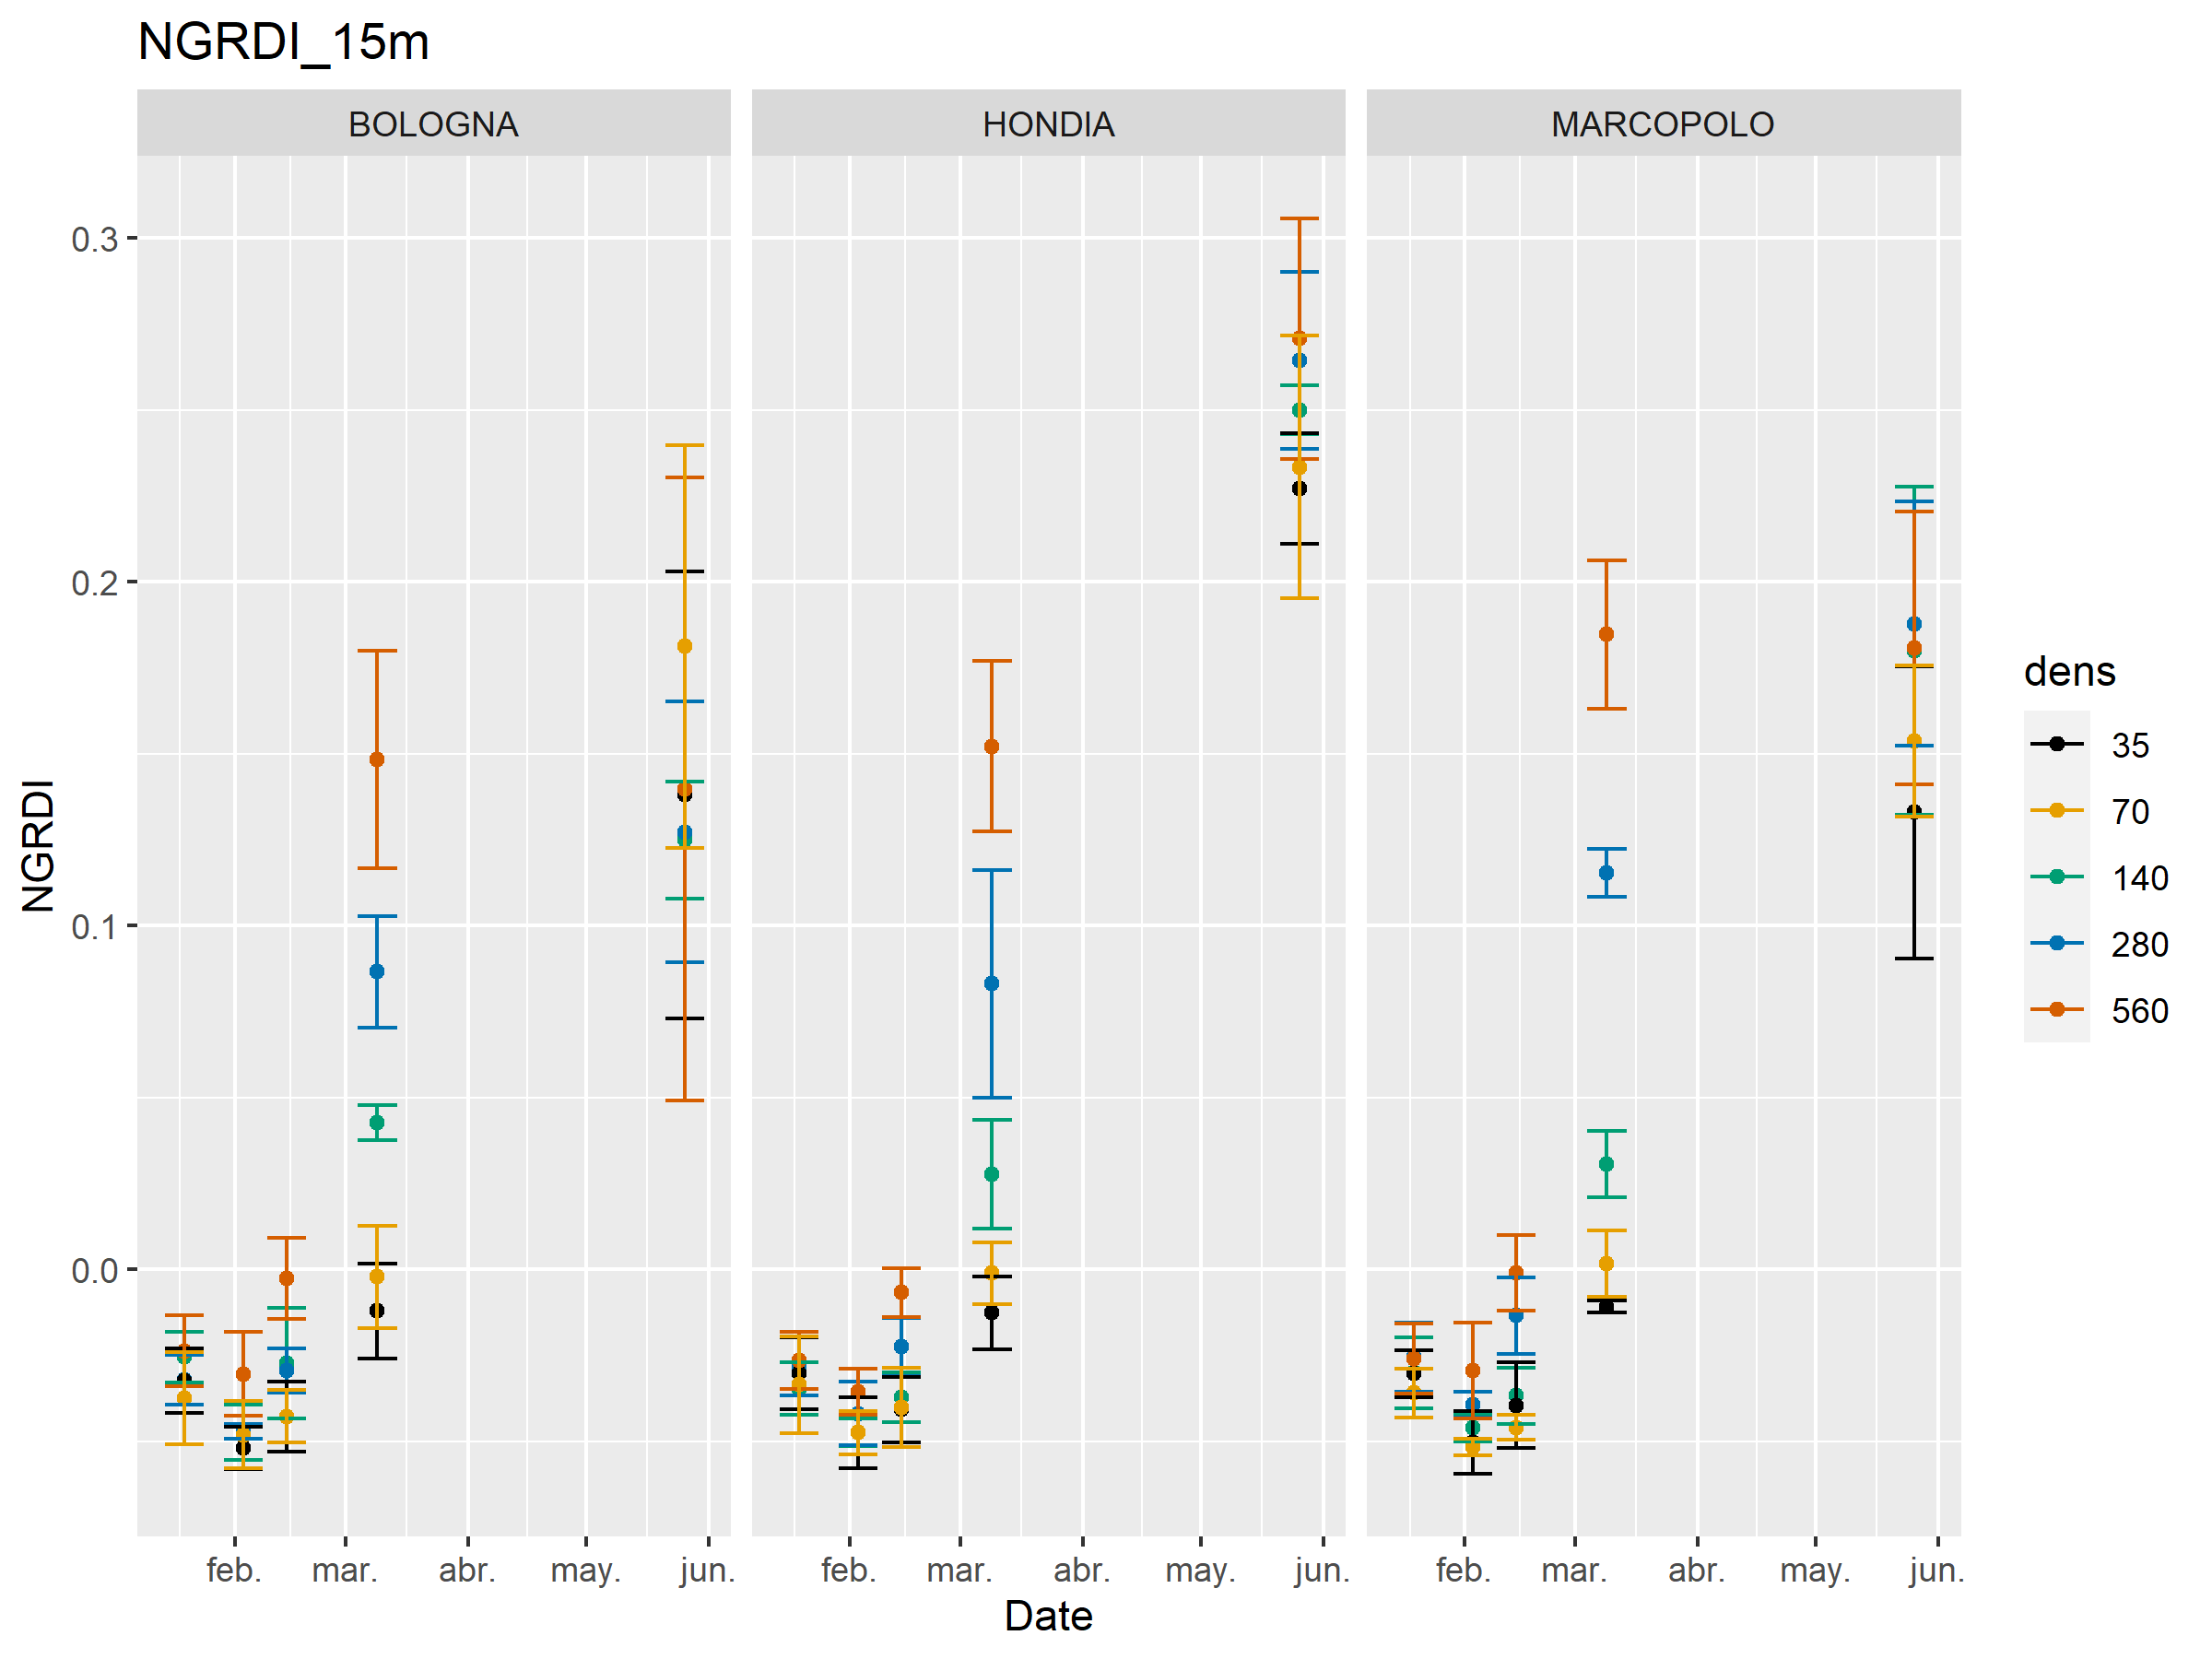 NGRDI_15m
BOLOGNA HONDIA MARCOPOLO
0.3
0.2
0.1
0.0
NGRDI
feb. mar. abr. may. jun. feb. mar. abr. may. jun. feb. mar. abr. may. jun.
Date
dens
35
70
140
280
560